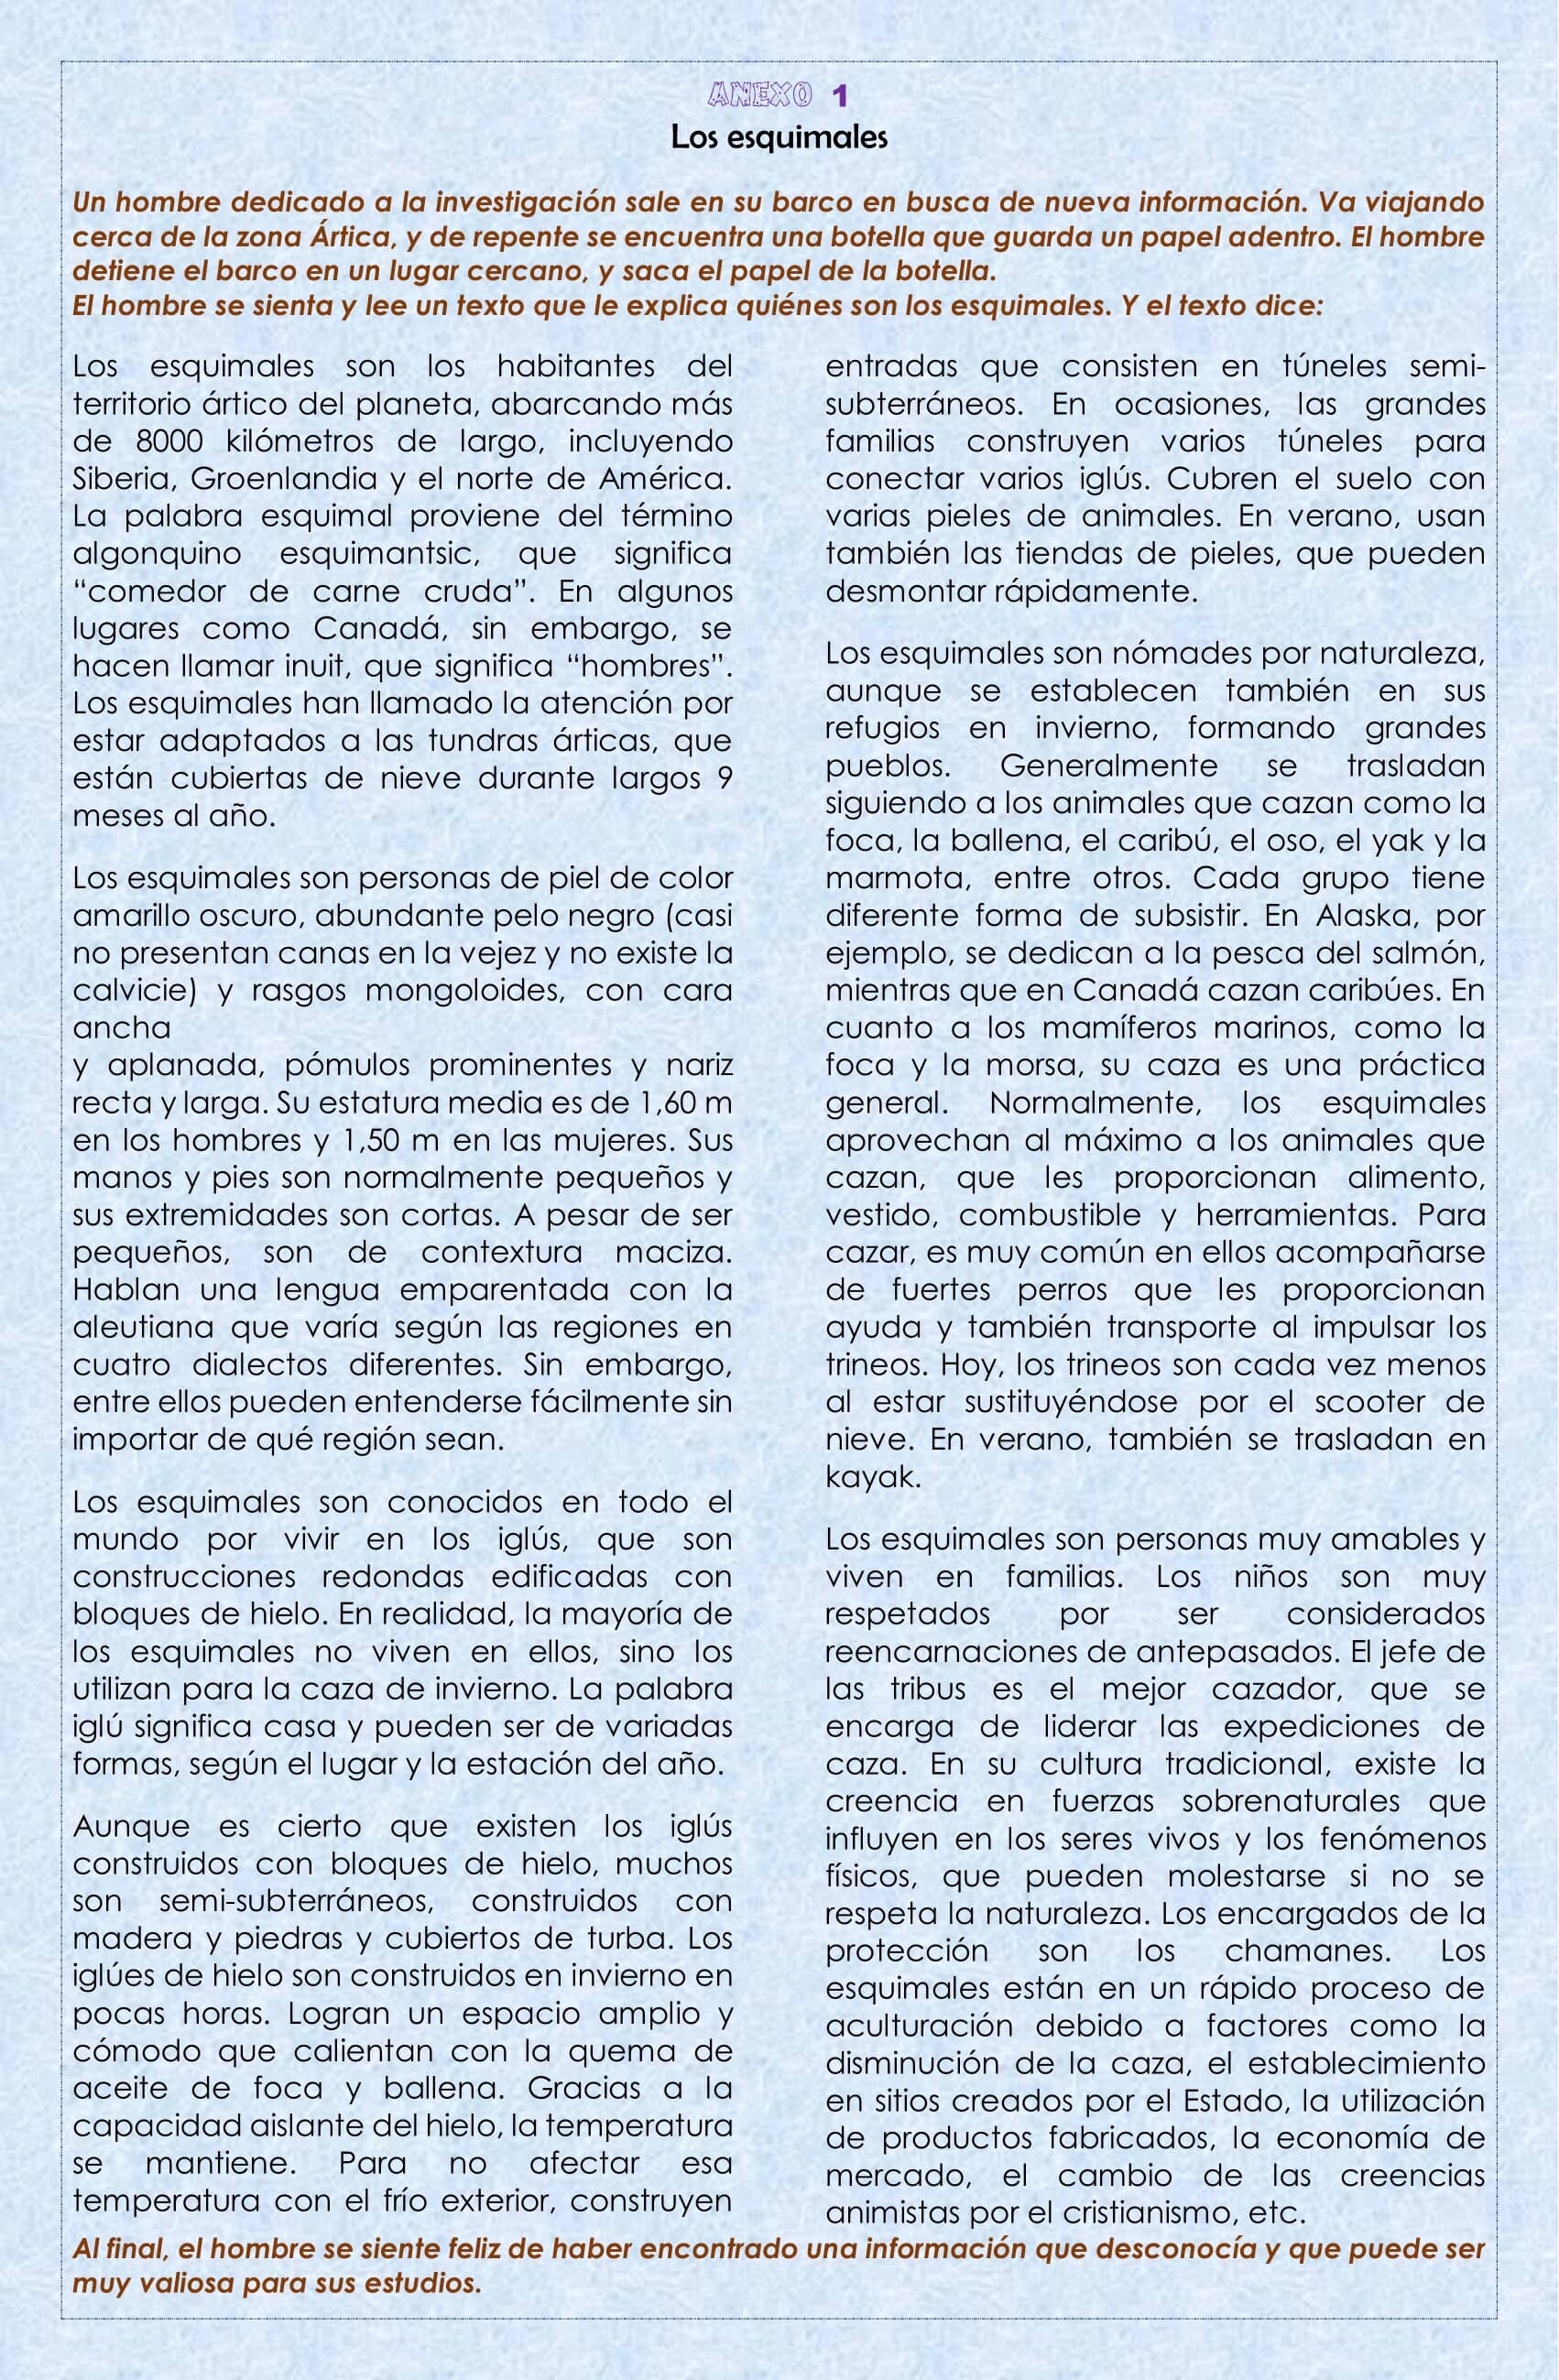 ANEXO 1
Los esquimales
Un hombre dedicado a la investigación sale en su barco en busca de nueva información. Va viajando
cerca de la zona Ártica, y de repente se encuentra una botella que guarda un papel adentro. El hombre
detiene el barco en un lugar cercano, y saca el papel de la botella.
El hombre se sienta y lee un texto que le explica quiénes son los esquimales. Y el texto dice:
Los esquimales son los habitantes del
territorio ártico del planeta, abarcando más
de 8000 kilómetros de largo, incluyendo
Siberia, Groenlandia y el norte de América.
La palabra esquimal proviene del término
algonquino esquimantsic, que significa
“comedor de carne cruda”. En algunos
lugares como Canadá, sin embargo, se
hacen llamar inuit, que significa “hombres”.
Los esquimales han llamado la atención por
estar adaptados a las tundras árticas, que
están cubiertas de nieve durante largos 9
meses al año.
Los esquimales son personas de piel de color
amarillo oscuro, abundante pelo negro (casi
no presentan canas en la vejez y no existe la
calvicie) y rasgos mongoloides, con cara
ancha
y aplanada, pómulos prominentes y nariz
recta y larga. Su estatura media es de 1,60 m
en los hombres y 1,50 m en las mujeres. Sus
manos y pies son normalmente pequeños y
sus extremidades son cortas. A pesar de ser
pequeños, son de contextura maciza.
Hablan una lengua emparentada con la
aleutiana que varía según las regiones en
cuatro dialectos diferentes. Sin embargo,
entre ellos pueden entenderse fácilmente sin
importar de qué región sean.
Los esquimales son conocidos en todo el
mundo por vivir en los iglús, que son
construcciones redondas edificadas con
bloques de hielo. En realidad, la mayoría de
los esquimales no viven en ellos, sino los
utilizan para la caza de invierno. La palabra
iglú significa casa y pueden ser de variadas
formas, según el lugar y la estación del año.
Aunque es cierto que existen los iglús
construidos con bloques de hielo, muchos
son semi-subterráneos, construidos con
madera y piedras y cubiertos de turba. Los
iglúes de hielo son construidos en invierno en
pocas horas. Logran un espacio amplio y
cómodo que calientan con la quema de
aceite de foca y ballena. Gracias a la
capacidad aislante del hielo, la temperatura
se mantiene. Para no afectar esa
temperatura con el frío exterior, construyen
entradas que consisten en túneles semi-
subterráneos. En ocasiones, las grandes
familias construyen varios túneles para
conectar varios iglús. Cubren el suelo con
varias pieles de animales. En verano, usan
también las tiendas de pieles, que pueden
desmontar rápidamente.
Los esquimales son nómades por naturaleza,
aunque se establecen también en sus
refugios en invierno, formando grandes
pueblos. Generalmente se trasladan
siguiendo a los animales que cazan como la
foca, la ballena, el caribú, el oso, el yak y la
marmota, entre otros. Cada grupo tiene
diferente forma de subsistir. En Alaska, por
ejemplo, se dedican a la pesca del salmón,
mientras que en Canadá cazan caribúes. En
cuanto a los mamíferos marinos, como la
foca y la morsa, su caza es una práctica
general. Normalmente, los esquimales
aprovechan al máximo a los animales que
cazan, que les proporcionan alimento,
vestido, combustible y herramientas. Para
cazar, es muy común en ellos acompañarse
de fuertes perros que les proporcionan
ayuda y también transporte al impulsar los
trineos. Hoy, los trineos son cada vez menos
al estar sustituyéndose por el scooter de
nieve. En verano, también se trasladan en
kayak.
Los esquimales son personas muy amables y
viven en familias. Los niños son muy
respetados por ser considerados
reencarnaciones de antepasados. El jefe de
las tribus es el mejor cazador, que se
encarga de liderar las expediciones de
caza. En su cultura tradicional, existe la
creencia en fuerzas sobrenaturales que
influyen en los seres vivos y los fenómenos
físicos, que pueden molestarse si no se
respeta la naturaleza. Los encargados de la
protección son los chamanes. Los
esquimales están en un rápido proceso de
aculturación debido a factores como la
disminución de la caza, el establecimiento
en sitios creados por el Estado, la utilización
de productos fabricados, la economía de
mercado, el cambio de las creencias
animistas por el cristianismo, etc.
Al final, el hombre se siente feliz de haber encontrado una información que desconocía y que puede ser
muy valiosa para sus estudios.